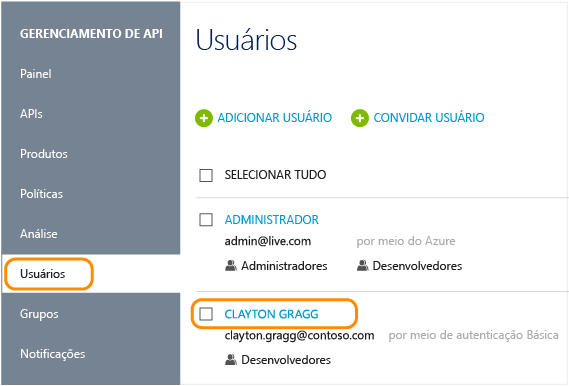 GERENCIAMENTO DE API
Painel
APIs
Produtos
Políticas
Análise
Usuários
Grupos
Notificações
Usuários
ADICIONAR USUÁRIO CONVIDAR USUÁRIO
SELECIONAR TUDO
ADMINISTRADOR
admin@live.com por meio do Azure
Administradores Desenvolvedores
CLAYTON GRAGG
clayton.gragg@contoso.com por meio de autenticação Básica
Desenvolvedores